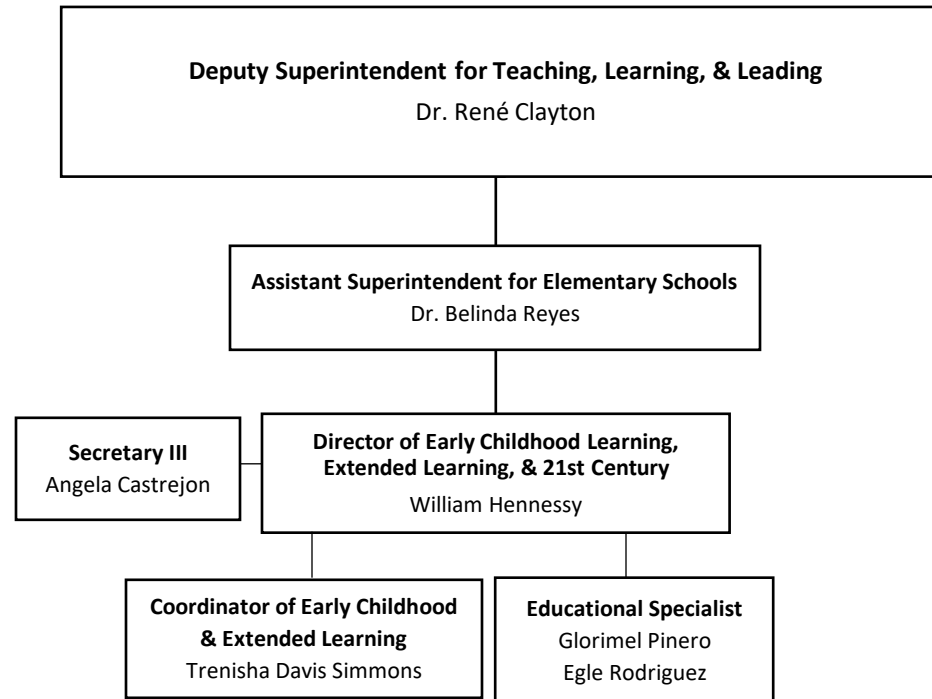 Deputy Superintendent for Teaching, Learning, & Leading
Dr. René Clayton
Assistant Superintendent for Elementary Schools
Dr. Belinda Reyes
Secretary III
Angela Castrejon
Director of Early Childhood Learning,
Extended Learning, & 21st Century
William Hennessy
Coordinator of Early Childhood
& Extended Learning
Trenisha Davis Simmons
Educational Specialist
Glorimel Pinero
Egle Rodriguez